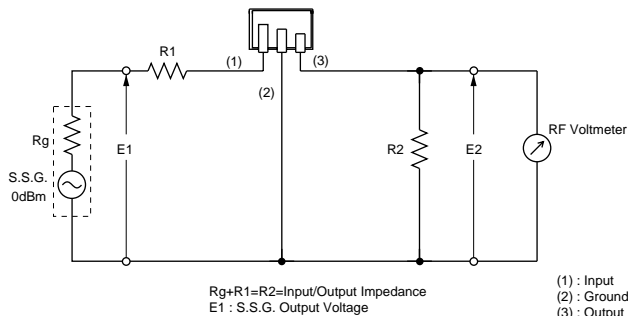 R1
(1)
(3)
(2)
Rg
E1
R2
E2
RF Voltmeter
S.S.G.
0dBm
Rg+R1=R2=Input/Output Impedance
E1 : S.S.G. Output Voltage
(1) : Input
(2) : Ground
(3) : Output